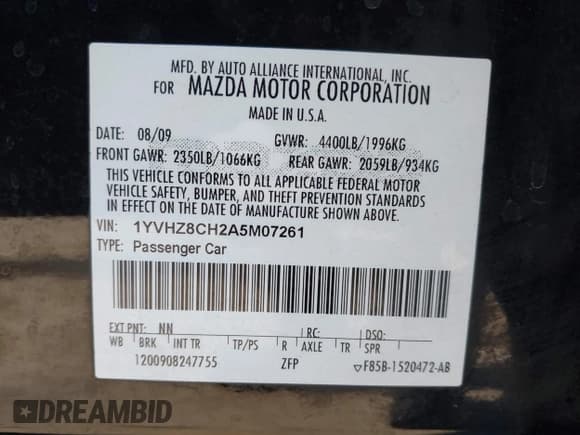 MFD. BY AUTO ALLIANCE INTERNATIONAL, INC.
FOR MAZDA MOTOR CORPORATION
MADE IN U.S.A.
DATE: 08/09 GVWR: 4400LB/1996KG
FRONT GAWR: 2350LB/1066KG REAR GAWR: 2059LB/934KG
THIS VEHICLE CONFORMS TO ALL APPLICABLE FEDERAL MOTOR
VEHICLE SAFETY, BUMPER, AND THEFT PREVENTION STANDARDS
IN EFFECT ON THE DATE OF MANUFACTURE SHOWN ABOVE.
VIN: 1YVHZ8CH2A5M07261
TYPE: Passenger Car
EXT PNT: NN RC: DSO:
WB BRK INT TR TP/PS R AXLE TR SPR
1200908247755 ZFP F85B-1520472-AB
DREAMBID